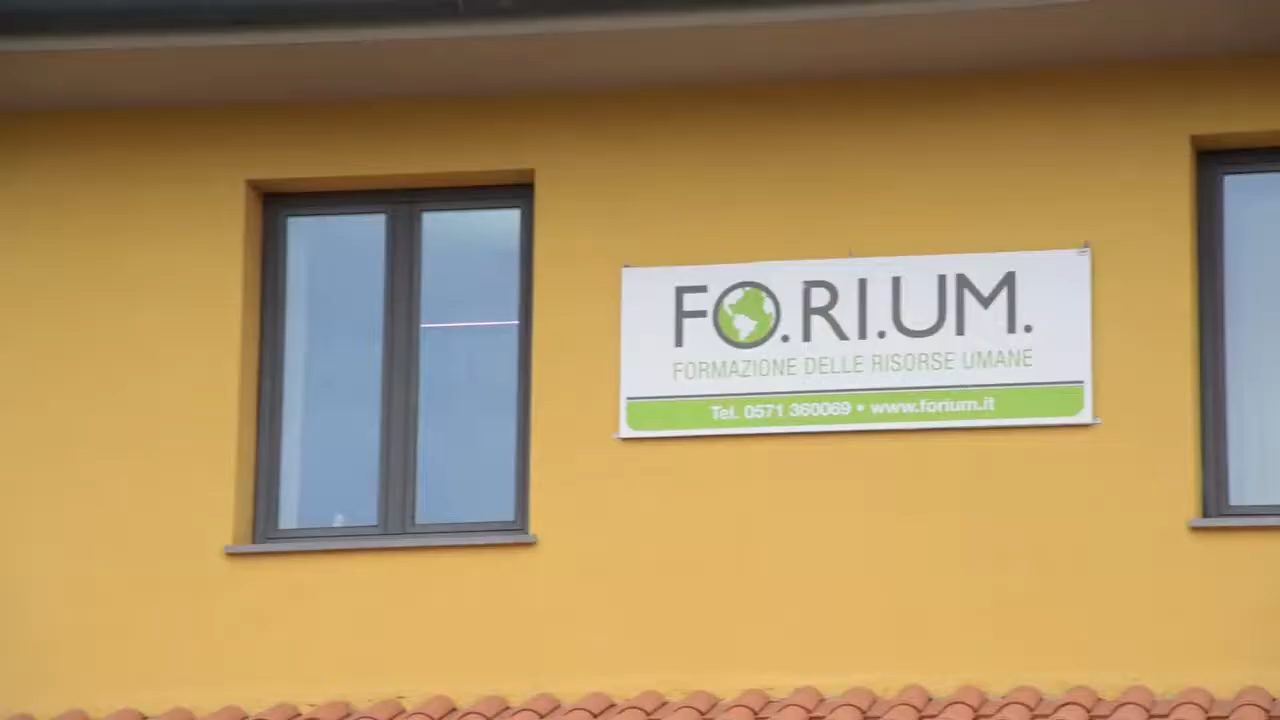 FO.RI.UM.
FORMAZIONE DELLE RISORSE UMANE
Tel. 0571 360069 • www.forium.it